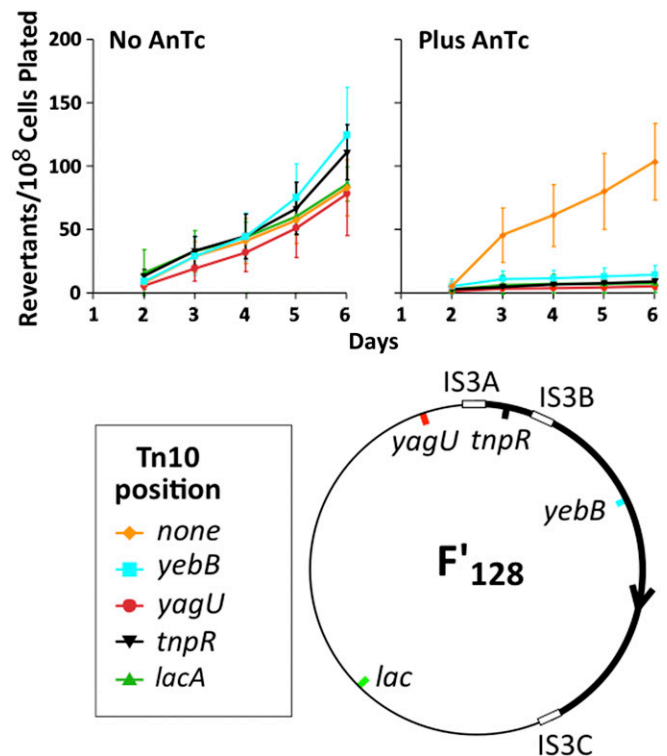 No AnTc
Plus AnTc
Revertants/10⁸ Cells Plated
200
150
100
50
0
1 2 3 4 5 6
1 2 3 4 5 6
Days
Tn10
position
none
yebB
yagU
tnpR
lacA
IS3A
IS3B
yagU
tnpR
yebB
F'128
lac
IS3C